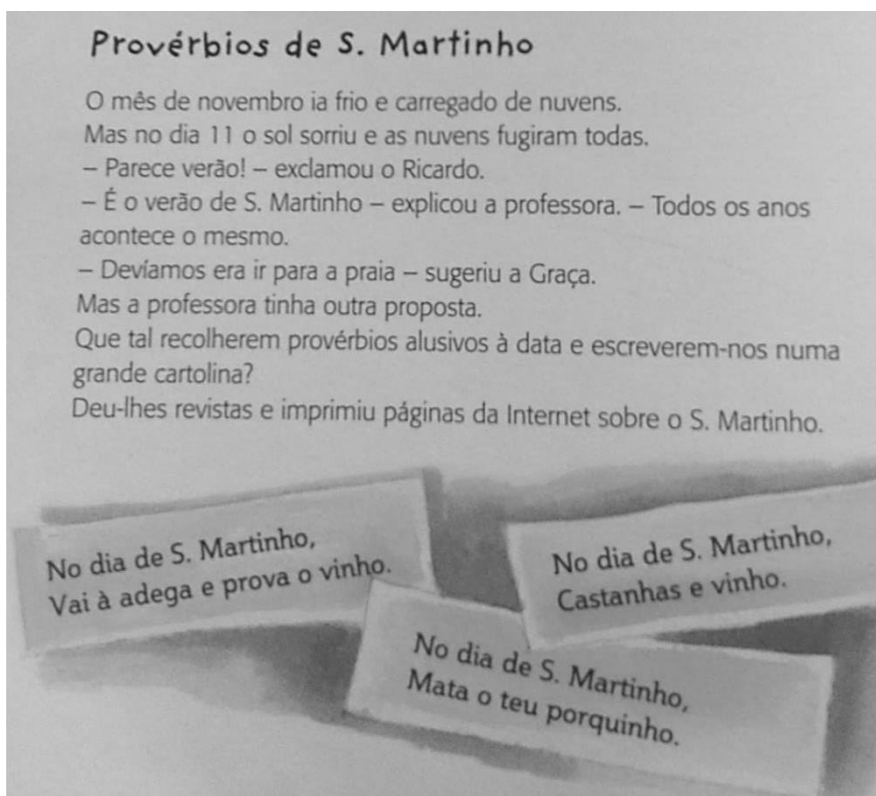 Provérbios de S. Martinho
O mês de novembro ia frio e carregado de nuvens.
Mas no dia 11 o sol sorriu e as nuvens fugiram todas.
– Parece verão! – exclamou o Ricardo.
– É o verão de S. Martinho – explicou a professora. – Todos os anos
acontece o mesmo.
– Devíamos era ir para a praia – sugeriu a Graça.
Mas a professora tinha outra proposta.
Que tal recolherem provérbios alusivos à data e escreverem-nos numa
grande cartolina?
Deu-lhes revistas e imprimiu páginas da Internet sobre o S. Martinho.
No dia de S. Martinho,
Vai à adega e prova o vinho.
No dia de S. Martinho,
Castanhas e vinho.
No dia de S. Martinho,
Mata o teu porquinho.